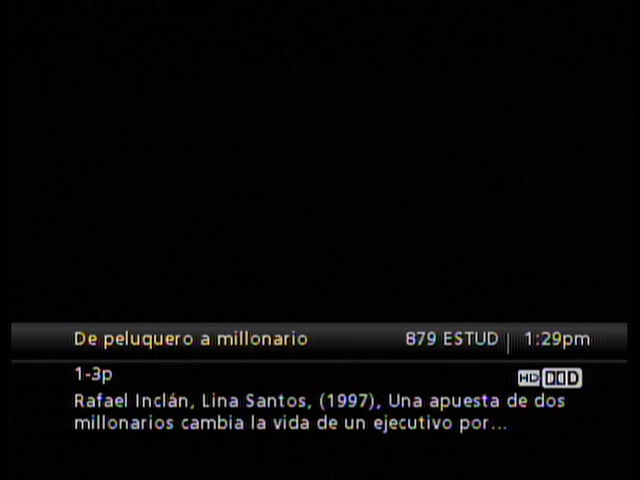 De peluquero a millonario 879 ESTUD 1:29pm
1-3p HD
Rafael Inclán, Lina Santos, (1997), Una apuesta de dos
millonarios cambia la vida de un ejecutivo por...